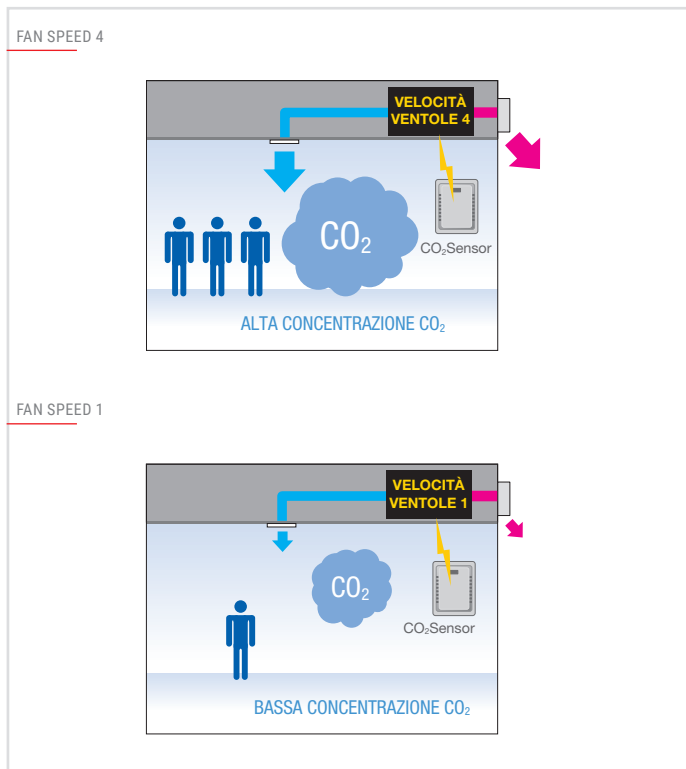 FAN SPEED 4
VELOCITÀ
VENTOLE 4
CO₂
CO₂Sensor
ALTA CONCENTRAZIONE CO₂
FAN SPEED 1
VELOCITÀ
VENTOLE 1
CO₂
CO₂Sensor
BASSA CONCENTRAZIONE CO₂